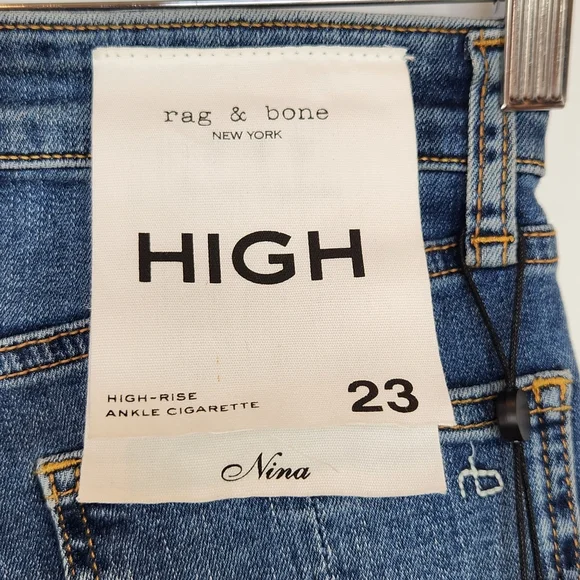 rag & bone
NEW YORK
HIGH
HIGH-RISE
ANKLE CIGARETTE
23
Nina